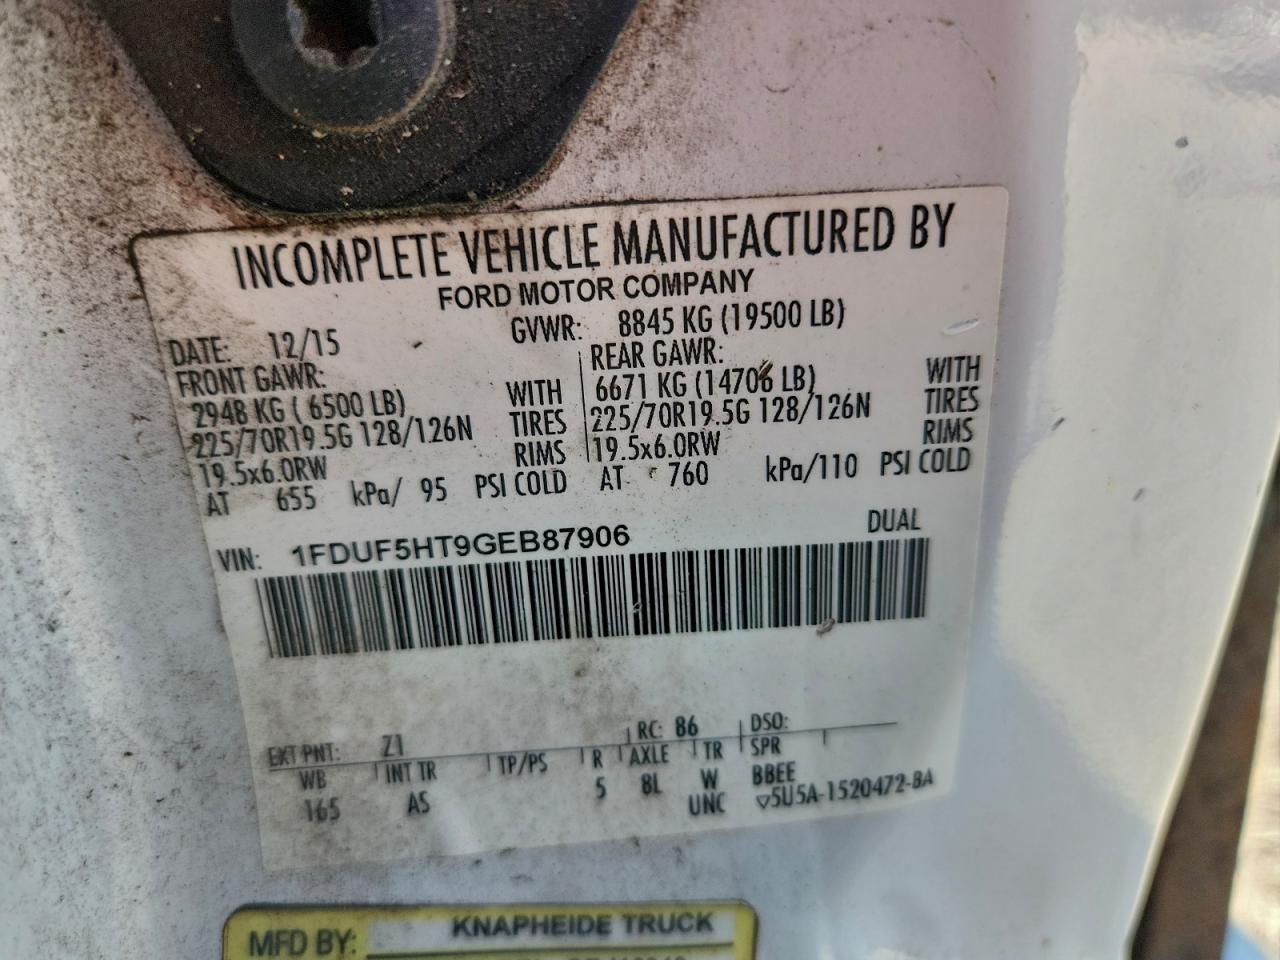 INCOMPLETE VEHICLE MANUFACTURED BY
FORD MOTOR COMPANY
DATE: 12/15 GVWR: 8845 KG (19500 LB)
FRONT GAWR: REAR GAWR:
2948 KG ( 6500 LB) WITH 6671 KG (14706 LB) WITH
225/70R19.5G 128/126N TIRES 225/70R19.5G 128/126N TIRES
19.5x6.0RW RIMS 19.5x6.0RW RIMS
AT 655 kPa/ 95 PSI COLD AT 760 kPa/110 PSI COLD
VIN: 1FDUF5HT9GEB87906 DUAL
EXT PNT: Z1 RC: 86 DSO:
WB INT TR TP/PS R AXLE TR SPR
165 AS 5 8L W BBEE
UNC ▽5U5A-1520472-BA
MFD BY: KNAPHEIDE TRUCK